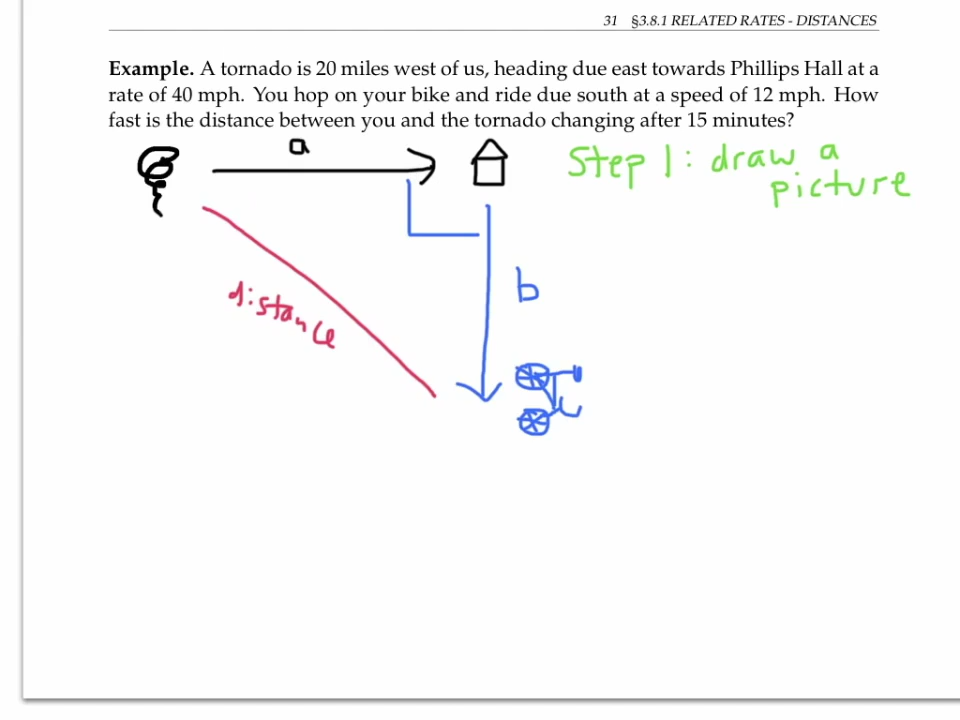 31 §3.8.1 RELATED RATES - DISTANCES
Example. A tornado is 20 miles west of us, heading due east towards Phillips Hall at a
rate of 40 mph. You hop on your bike and ride due south at a speed of 12 mph. How
fast is the distance between you and the tornado changing after 15 minutes?
a
Step 1: draw a
picture
b
distance